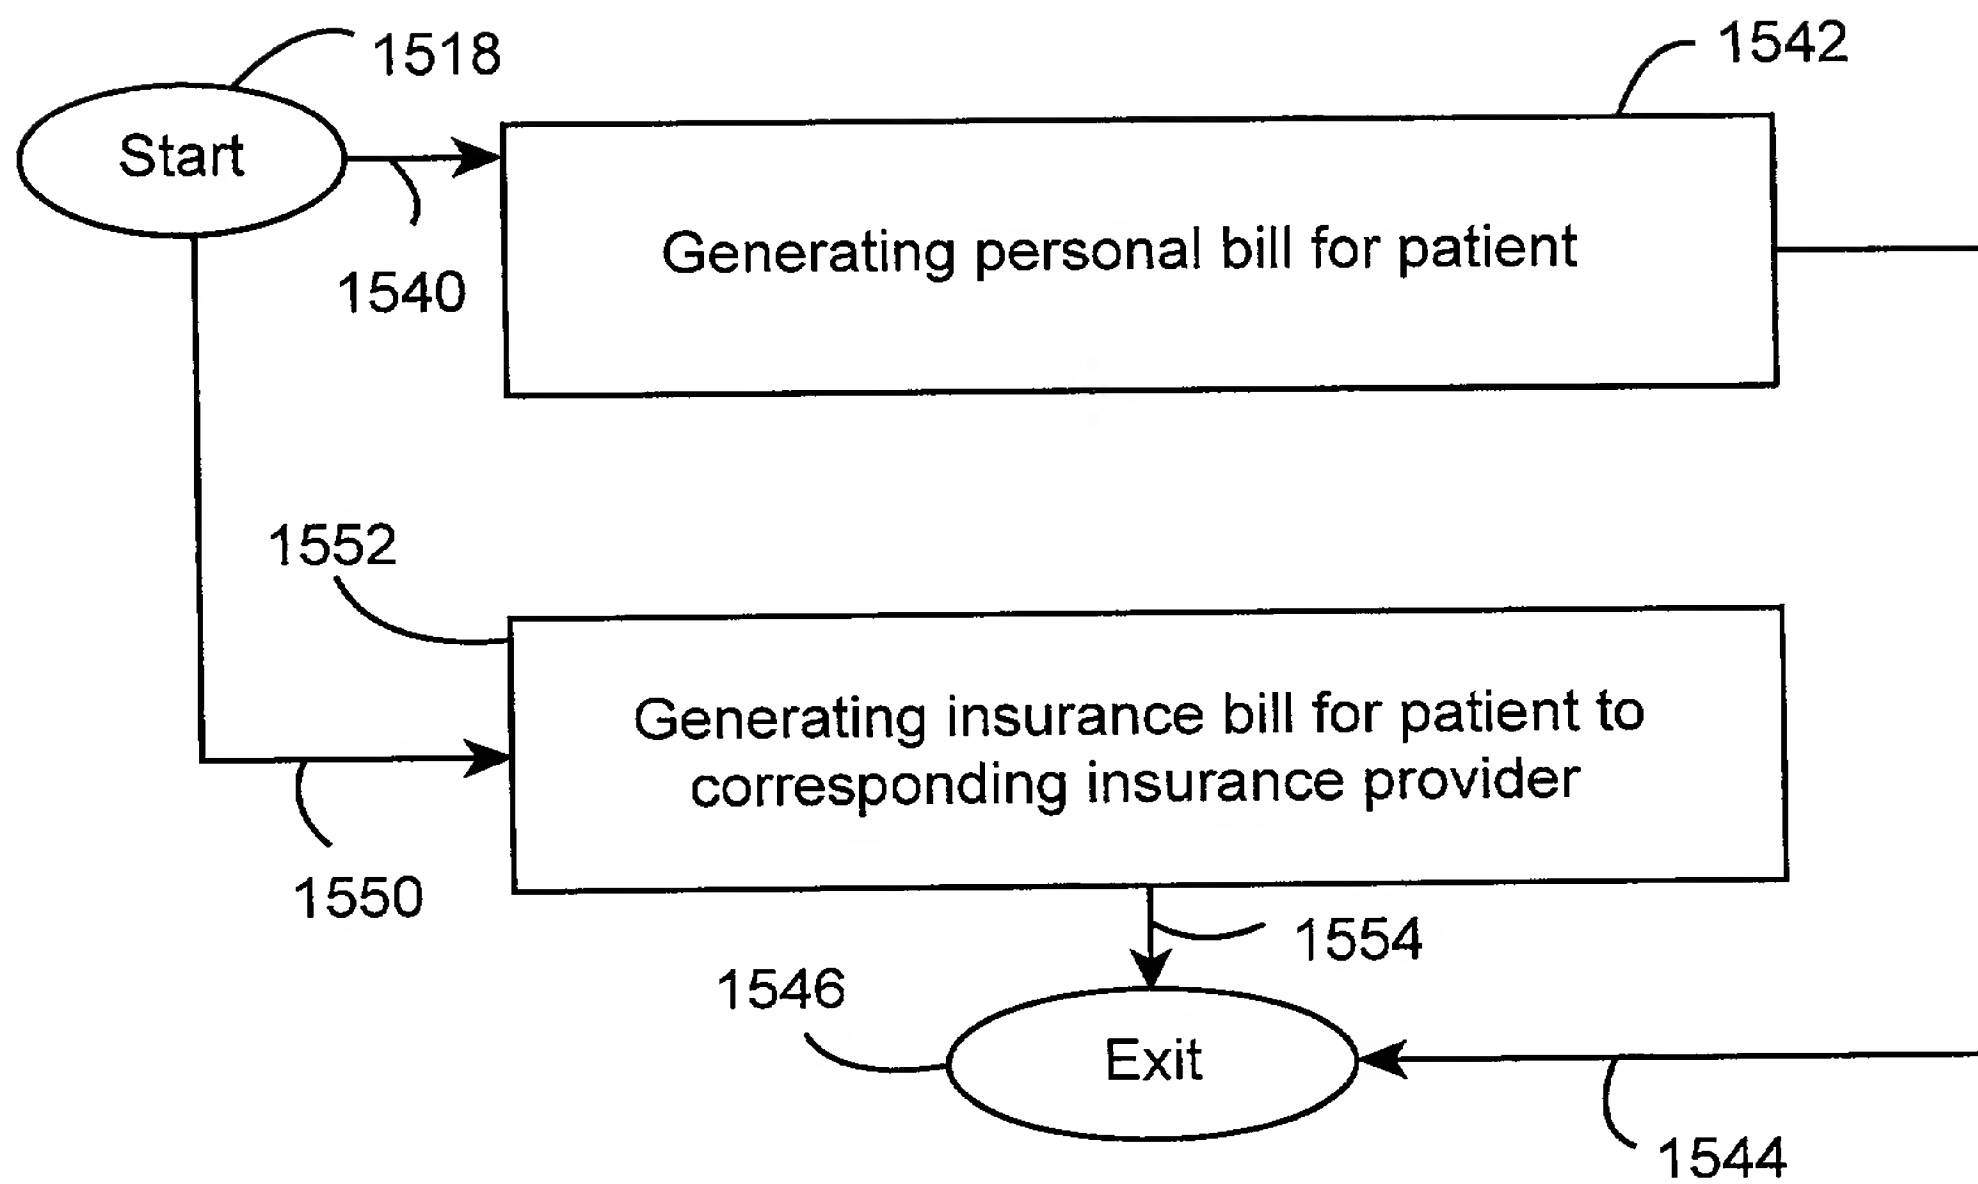 1518
1542
Start
1540
Generating personal bill for patient
1552
Generating insurance bill for patient to
corresponding insurance provider
1550
1554
1546
Exit
1544